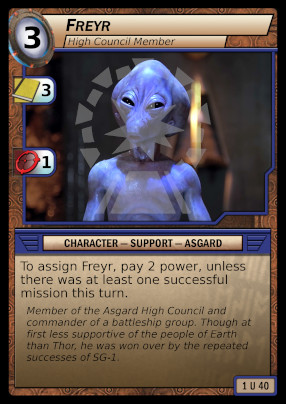 3
FREYR
High Council Member
3
1
CHARACTER — SUPPORT — ASGARD
To assign Freyr, pay 2 power, unless
there was at least one successful
mission this turn.
Member of the Asgard High Council and
commander of a battleship group. Though at
first less supportive of the people of Earth
than Thor, he was won over by the repeated
successes of SG-1.
1 U 40